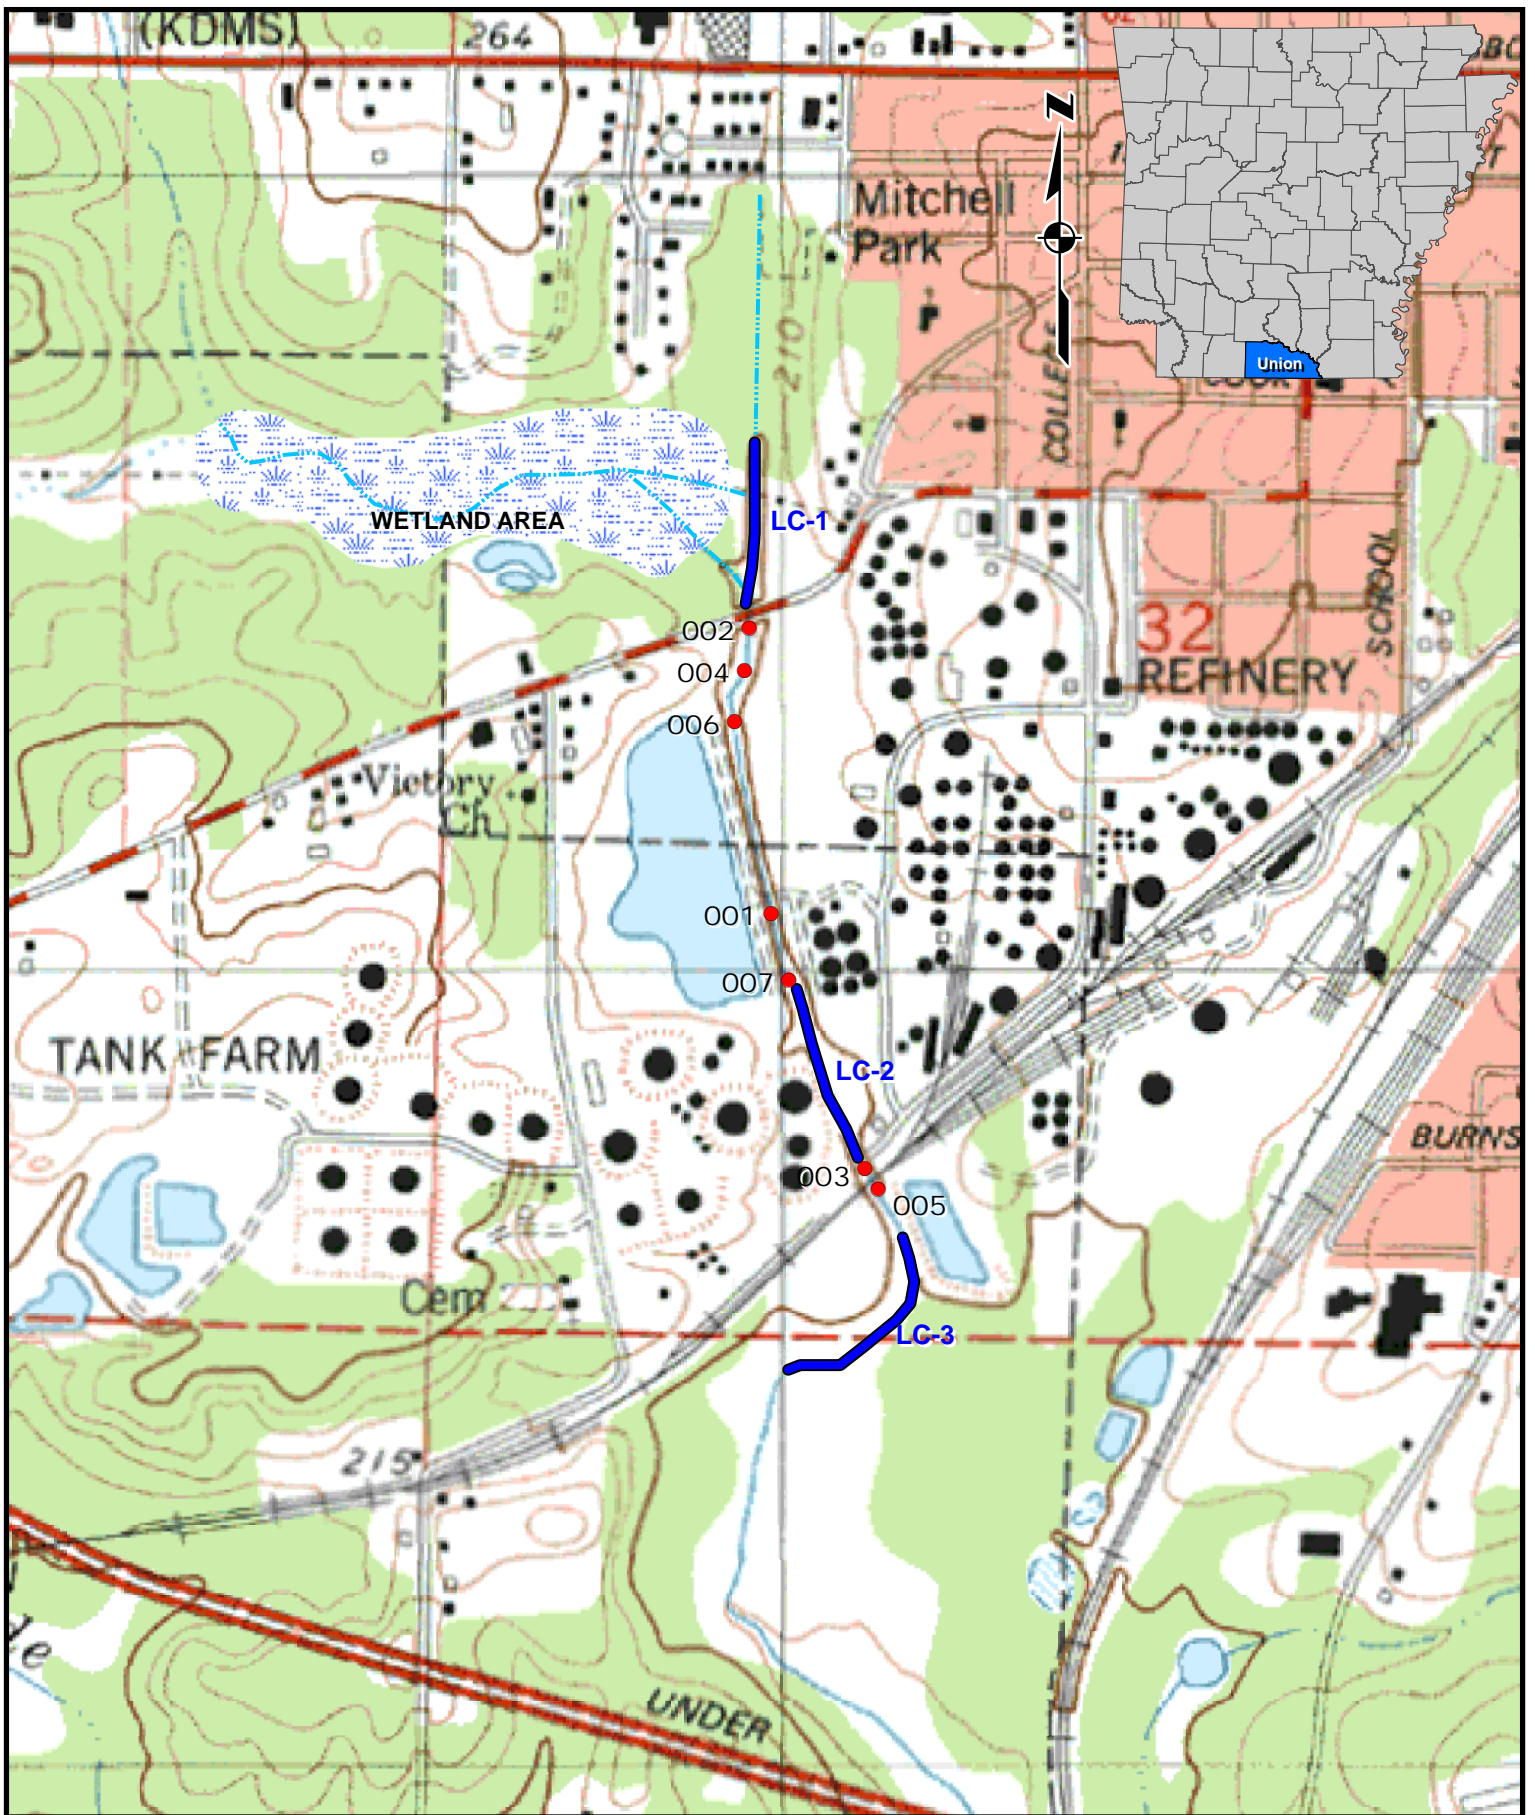 (KDMS)
264
Mitchell
Park
N
Union
210
COLLEGE
WETLAND AREA
LC-1
002
004
006
32
REFINERY
SCHOOL
Victory
Ch
001
007
TANK FARM
LC-2
BURNS
003
005
Cem
LC-3
215
UNDER